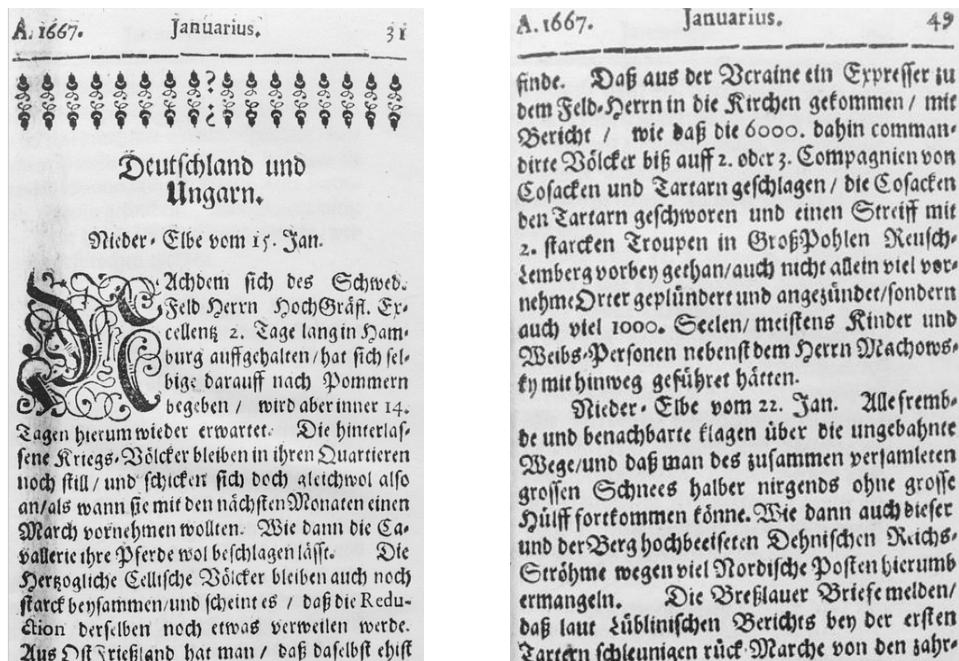 A. 1667. Januarius. 31
Deutschland und
Ungarn.
Nieder-Elbe vom 15. Jan.
NAchdem sich des Schwed.
Feld Herrn HochGräfl. Ex-
cellentz 2. Tage lang in Ham-
burg auffgehalten / hat sich sel-
bige darauff nach Pommern
begeben / wird aber inner 14.
Tagen hierum wieder erwartet. Die hinterlas-
sene Kriegs-Völcker bleiben in ihren Quartieren
noch still / und schicken sich doch gleichwol also
an / als wann sie mit den nächsten Monaten einen
March vornehmen wollten. Wie dann die Ca-
vallerie ihre Pferde wol beschlagen lässt. Die
Hertzogliche Cellische Völcker bleiben auch noch
starck beysammen / und scheint es / daß die Redu-
ction derselben noch etwas verweilen werde.
Aus Ost Frießland hat man / daß daselbst ehist
A. 1667. Januarius. 49
finde. Daß aus der Vcraine ein Expresser zu
dem Feld-Herrn in die Kirchen gekommen / mit
Bericht / wie daß die 6000. dahin comman-
dirte Völcker biß auff 2. oder 3. Compagnien von
Cosacken und Tartarn geschlagen / die Cosacken
den Tartarn geschworen und einen Streiff mit
2. starcken Troupen in GroßPohlen Reusch-
Lemberg vorbey gethan / auch nicht allein viel vor-
nehme Orter geplündert und angezündet / sondern
auch viel 1000. Seelen / meistens Kinder und
Weibs-Personen nebenst dem Herrn Machows-
ky mit hinweg geführet hätten.
Nieder-Elbe vom 22. Jan. Alle fremb-
de und benachbarte klagen über die ungebahnte
Wege / und daß man des zusammen versamleten
grossen Schnees halber nirgends ohne grosse
Hülff fortkommen könne. Wie dann auch dieser
und der Berg hochbeeiseten Dehnischen Reichs-
Ströhme wegen viel Nordische Posten hierumb
ermangeln. Die Breßlauer Briefe melden /
daß laut Lüblinischen Berichts bey der ersten
Tartern schleunigen rück-Marche von den zahr-